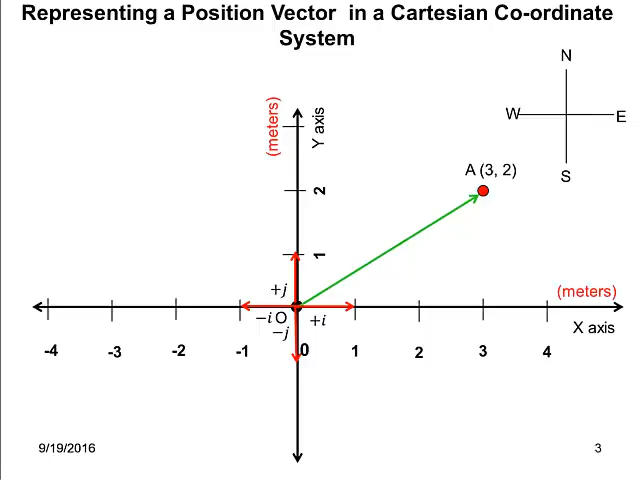 Representing a Position Vector in a Cartesian Co-ordinate
System
N
W
E
S
(meters)
Y axis
A (3, 2)
2
1
+j
(meters)
−i O
+i
−j
X axis
-4 -3 -2 -1 0 1 2 3 4
9/19/2016
3